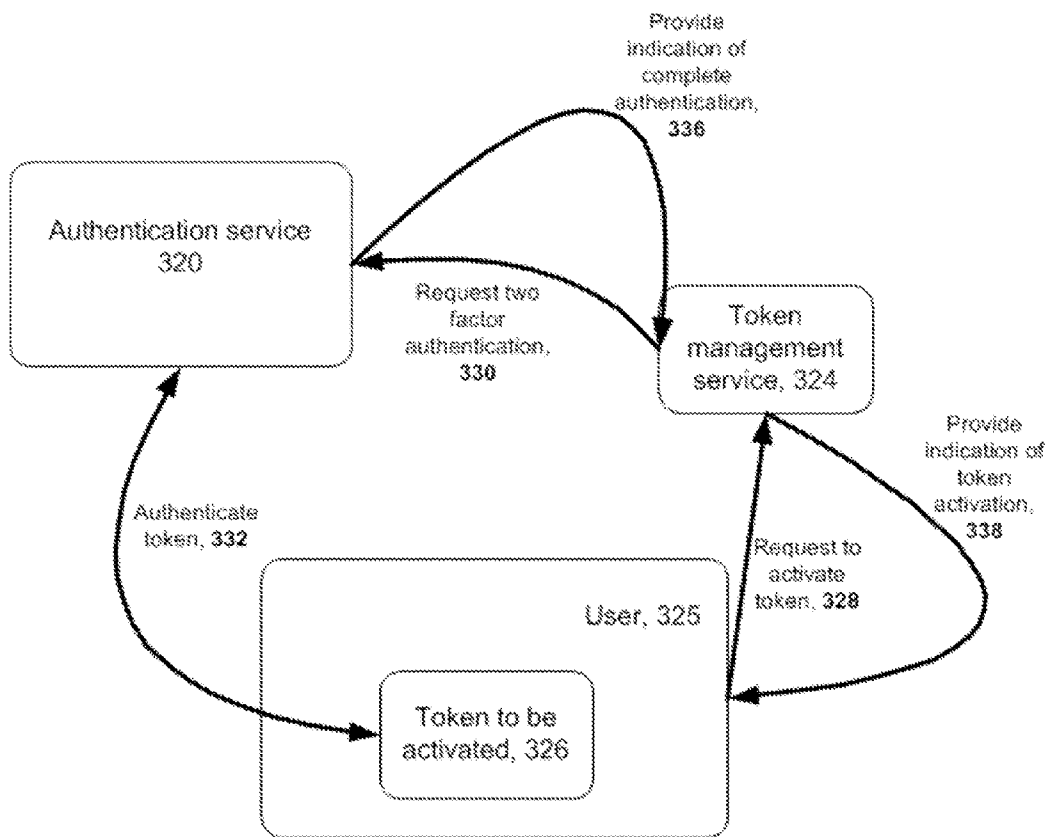 Provide
indication of
complete
authentication,
336
Authentication service
320
Request two
factor
authentication,
330
Token
management
service, 324
Provide
indication of
token
activation,
338
Authenticate
token, 332
Request to
activate
token, 328
User, 325
Token to be
activated, 326